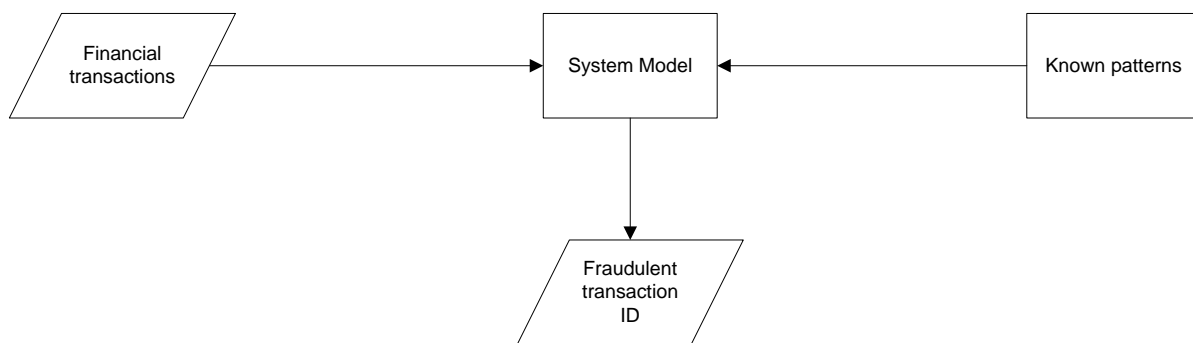 Financial
transactions
System Model
Known patterns
Fraudulent
transaction
ID